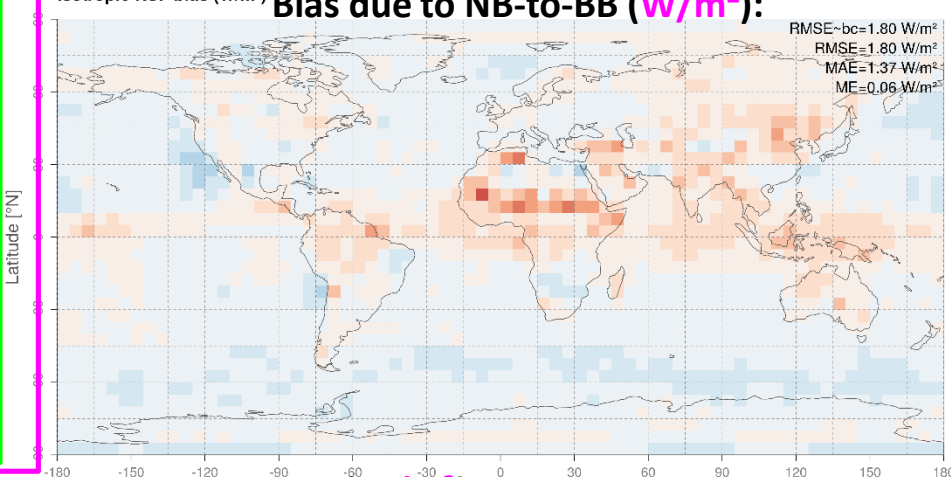 Bias due to NB-to-BB (W/m²):
RMSE~bc=1.80 W/m²
RMSE=1.80 W/m²
MAE=1.37 W/m²
ME=0.06 W/m²
Latitude [°N]
-180 -150 -120 -90 -60 -30 0 30 60 90 120 150 180